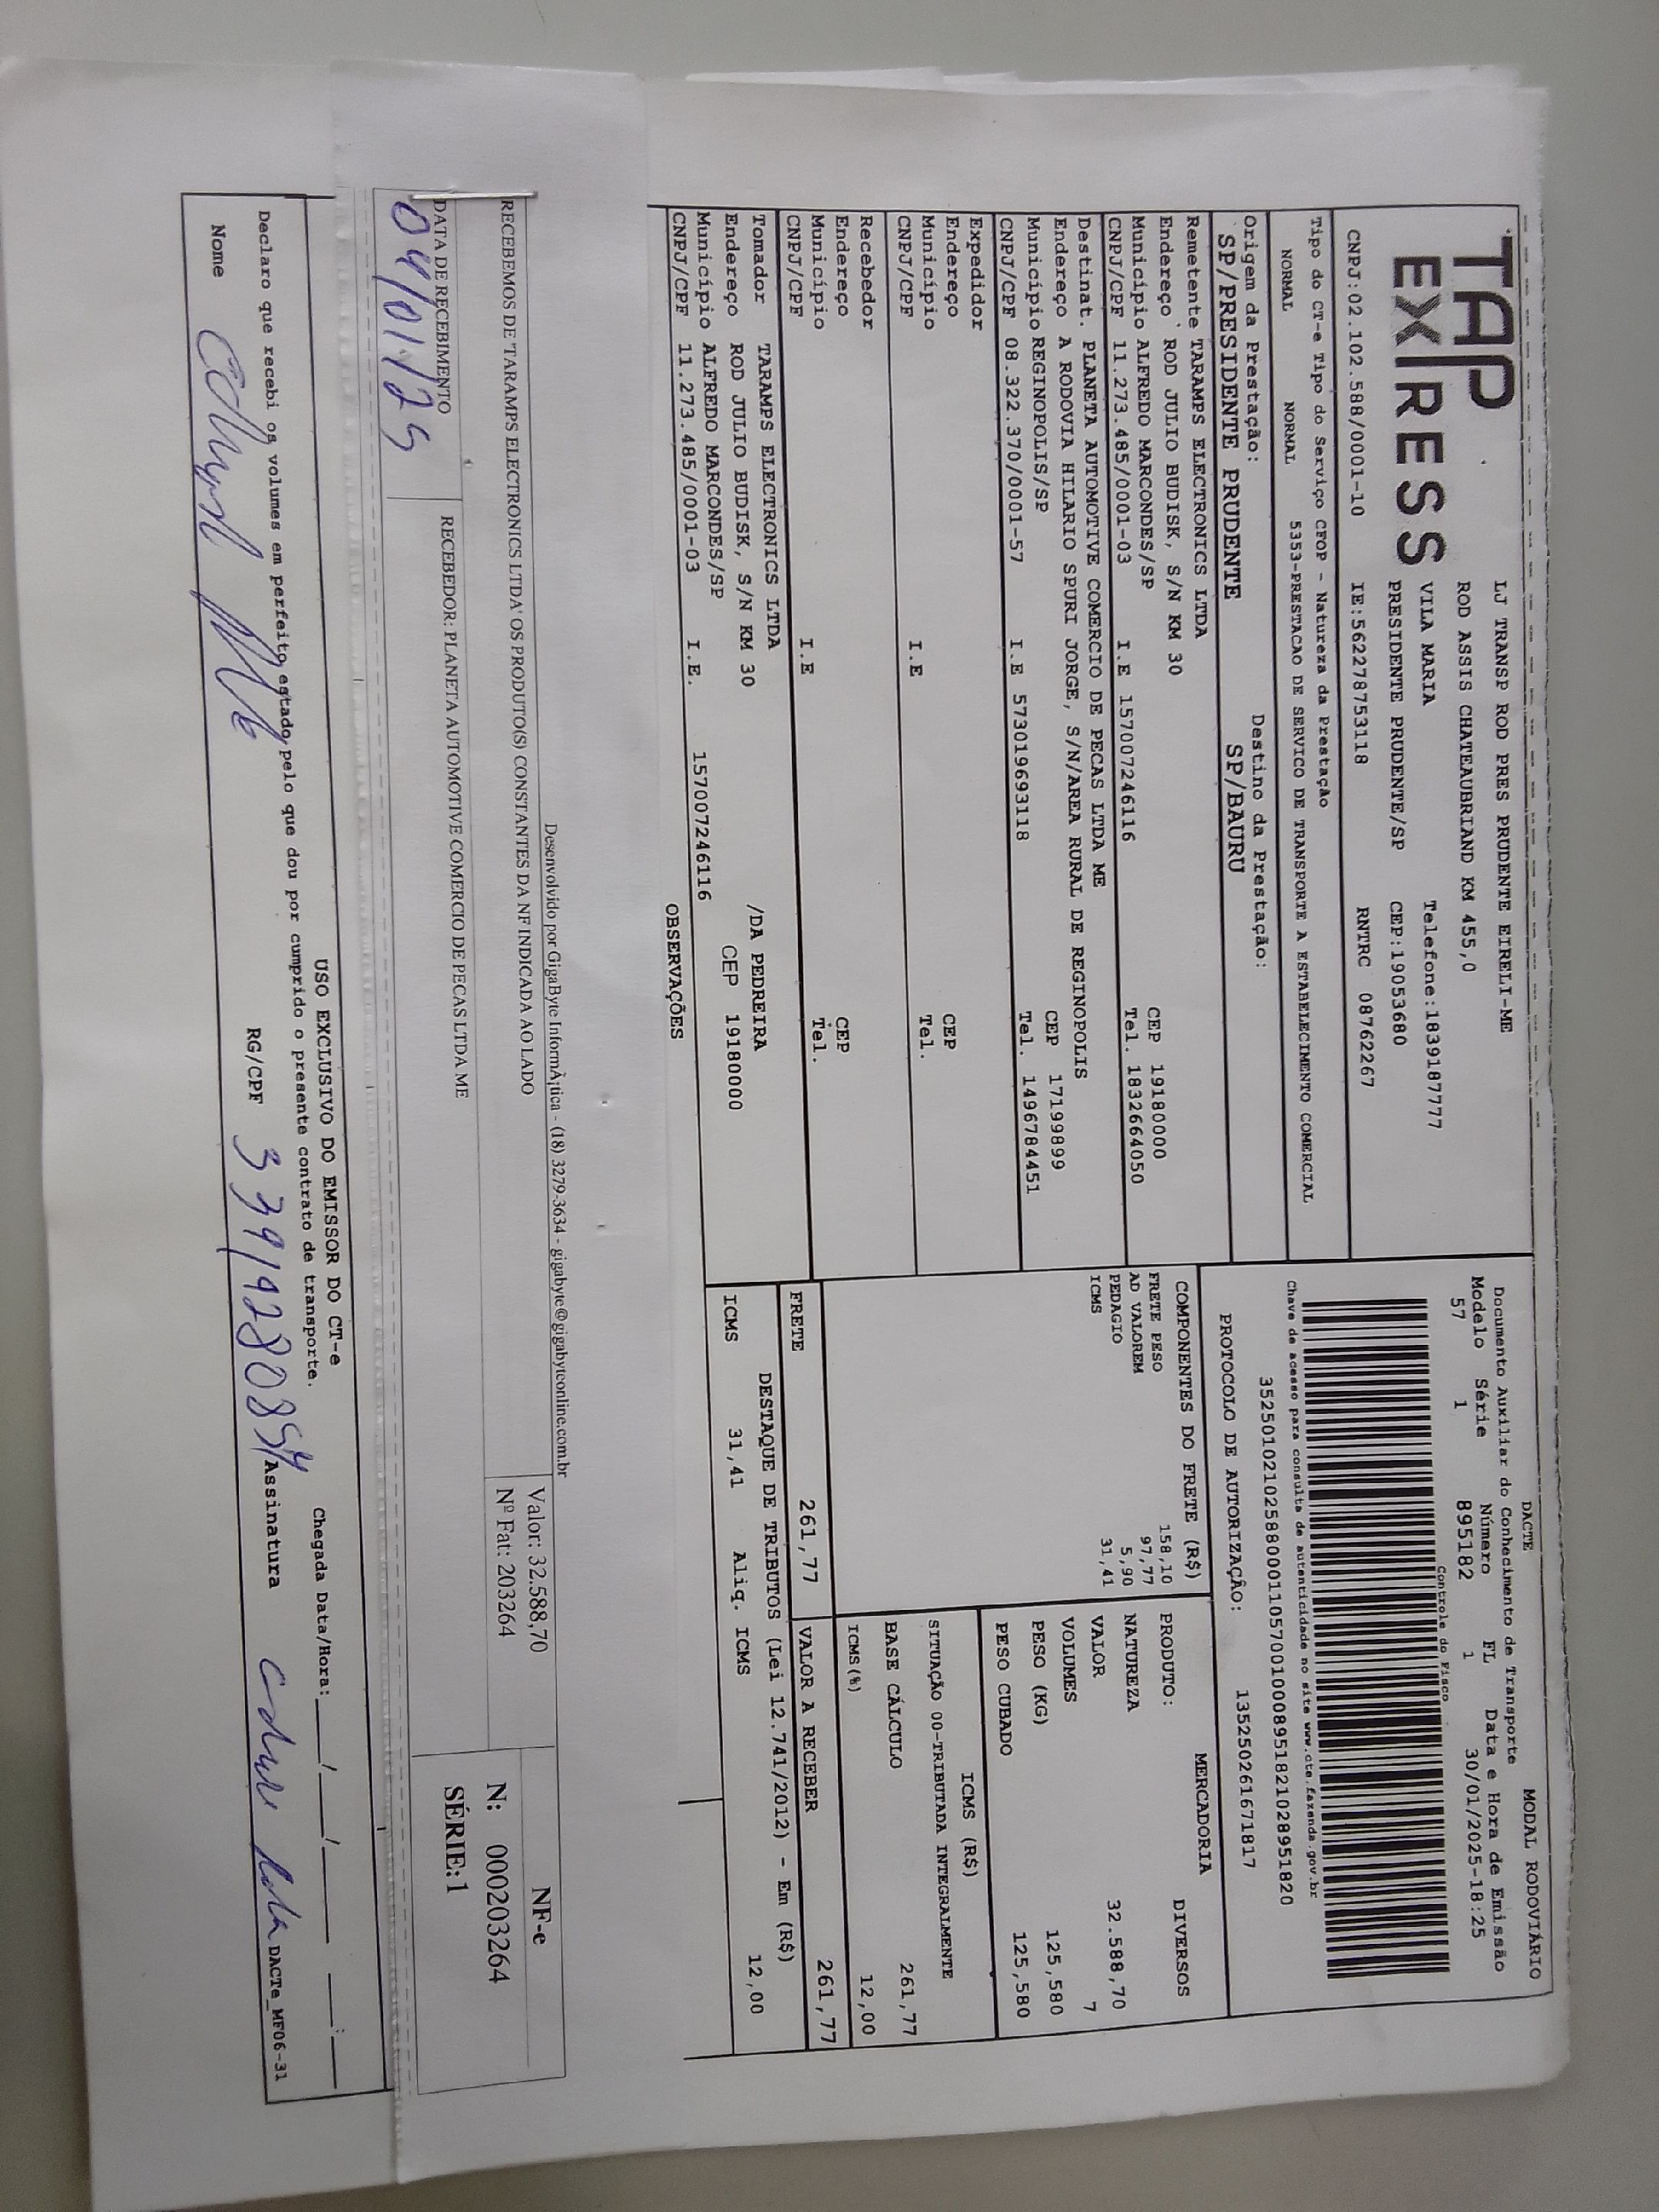 TAP
EXPRESS
LJ TRANSP ROD PRES PRUDENTE EIRELI-ME
ROD ASSIS CHATEAUBRIAND KM 455,0
VILA MARIA Telefone:1839187777
PRESIDENTE PRUDENTE/SP CEP:19053680
CNPJ:02.102.588/0001-10 IE:562278753118 RNTRC 08762267
DACTE MODAL RODOVIÁRIO
Documento Auxiliar do Conhecimento de Transporte
Modelo Série Número FL Data e Hora de Emissão
57 1 895182 1 30/01/2025-18:25
Controle do Fisco
Chave de acesso para consulta de autenticidade no site www.cte.fazenda.gov.br
35250102102588000110570010008951821028951820
PROTOCOLO DE AUTORIZAÇÃO: 135250261671817
Tipo do CT-e Tipo do Serviço CFOP - Natureza da Prestação
NORMAL NORMAL 5353-PRESTACAO DE SERVICO DE TRANSPORTE A ESTABELECIMENTO COMERCIAL
Origem da Prestação: Destino da Prestação:
SP/PRESIDENTE PRUDENTE SP/BAURU
Remetente TARAMPS ELECTRONICS LTDA
Endereço ROD JULIO BUDISK, S/N KM 30 CEP 19180000
Município ALFREDO MARCONDES/SP Tel. 1832664050
CNPJ/CPF 11.273.485/0001-03 I.E 157007246116
Destinat. PLANETA AUTOMOTIVE COMERCIO DE PECAS LTDA ME
Endereço A RODOVIA HILARIO SPURI JORGE, S/N/AREA RURAL DE REGINOPOLIS
Município REGINOPOLIS/SP CEP 17199899
CNPJ/CPF 08.322.370/0001-57 I.E 573019693118 Tel. 1496784451
Expedidor
Endereço CEP
Município Tel.
CNPJ/CPF I.E
Recebedor
Endereço CEP
Município Tel.
CNPJ/CPF I.E
Tomador TARAMPS ELECTRONICS LTDA /DA PEDREIRA
Endereço ROD JULIO BUDISK, S/N KM 30 CEP 19180000
Município ALFREDO MARCONDES/SP
CNPJ/CPF 11.273.485/0001-03 I.E. 157007246116
OBSERVAÇÕES
COMPONENTES DO FRETE (R$)
FRETE PESO 158,10
AD VALOREM 97,77
PEDAGIO 5,90
ICMS 31,41
MERCADORIA
PRODUTO: DIVERSOS
NATUREZA
VALOR 32.588,70
VOLUMES 7
PESO (KG) 125,580
PESO CUBADO 125,580
ICMS (R$)
SITUAÇÃO 00-TRIBUTADA INTEGRALMENTE
BASE CÁLCULO 261,77
ICMS(%) 12,00
FRETE 261,77 VALOR A RECEBER 261,77
DESTAQUE DE TRIBUTOS (Lei 12.741/2012) - Em (R$)
ICMS 31,41 Aliq. ICMS 12,00
Desenvolvido por GigaByte InformÃ¡tica - (18) 3279-3634 - gigabyte@gigabyteonline.com.br
RECEBEMOS DE 'TARAMPS ELECTRONICS LTDA' OS PRODUTO(S) CONSTANTES DA NF INDICADA AO LADO
Valor: 32.588,70
Nº Fat: 203264
NF-e
N: 000203264
SÉRIE:1
DATA DE RECEBIMENTO
04/01/25
RECEBEDOR: PLANETA AUTOMOTIVE COMERCIO DE PECAS LTDA ME
USO EXCLUSIVO DO EMISSOR DO CT-e
Declaro que recebi os volumes em perfeito estado pelo que dou por cumprido o presente contrato de transporte.
Chegada Data/Hora:____/____/____ ____:____
Nome
RG/CPF
Assinatura
DACTe_MF06-31